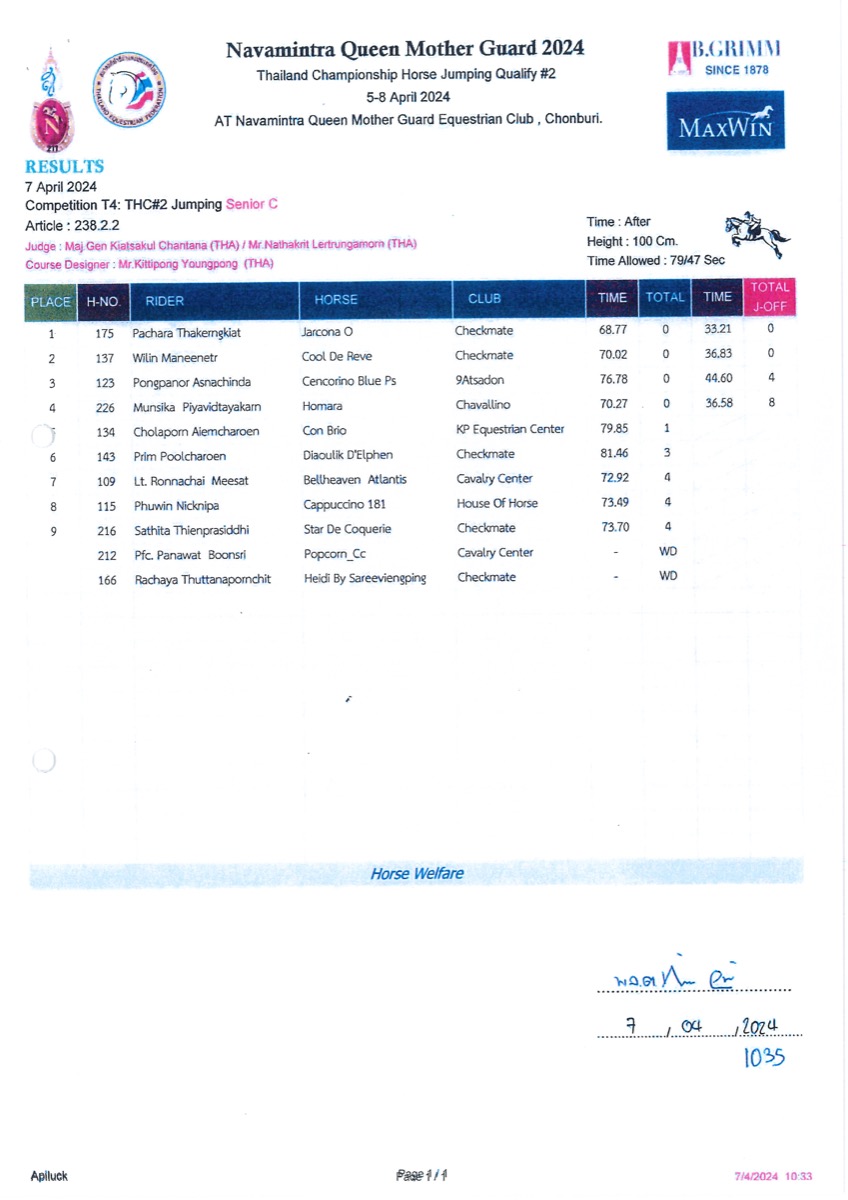 Navamintra Queen Mother Guard 2024
Thailand Championship Horse Jumping Qualify #2
5-8 April 2024
AT Navamintra Queen Mother Guard Equestrian Club , Chonburi.
B.GRIMM
SINCE 1878
MAXWIN
N
217
THAILAND EQUESTRIAN FEDERATION
RESULTS
7 April 2024
Competition T4: THC#2 Jumping Senior C
Article : 238.2.2
Judge : Maj.Gen Kiatsakul Chantana (THA) / Mr.Nathakrit Lertrungamorn (THA)
Course Designer : Mr.Kittipong Youngpong (THA)
Time : After
Height : 100 Cm.
Time Allowed : 79/47 Sec
PLACE H-NO. RIDER HORSE CLUB TIME TOTAL TIME TOTAL J-OFF
1 175 Pachara Thakerngkiat Jarcona O Checkmate 68.77 0 33.21 0
2 137 Wilin Maneenetr Cool De Reve Checkmate 70.02 0 36.83 0
3 123 Pongpanor Asnachinda Cencorino Blue Ps 9Atsadon 76.78 0 44.60 4
4 226 Munsika Piyavidtayakarn Homara Chavallino 70.27 0 36.58 8
134 Cholaporn Aiemcharoen Con Brio KP Equestrian Center 79.85 1
6 143 Prim Poolcharoen Diaoulik D'Elphen Checkmate 81.46 3
7 109 Lt. Ronnachai Meesat Bellheaven Atlantis Cavalry Center 72.92 4
8 115 Phuwin Nicknipa Cappuccino 181 House Of Horse 73.49 4
9 216 Sathita Thienprasiddhi Star De Coquerie Checkmate 73.70 4
212 Pfc. Panawat Boonsri Popcorn_Cc Cavalry Center - WD
166 Rachaya Thuttanapornchit Heidi By Sareeviengping Checkmate - WD
Horse Welfare
7 , 04 , 2024
1035
Apiluck
Page 1 / 1
7/4/2024 10:33